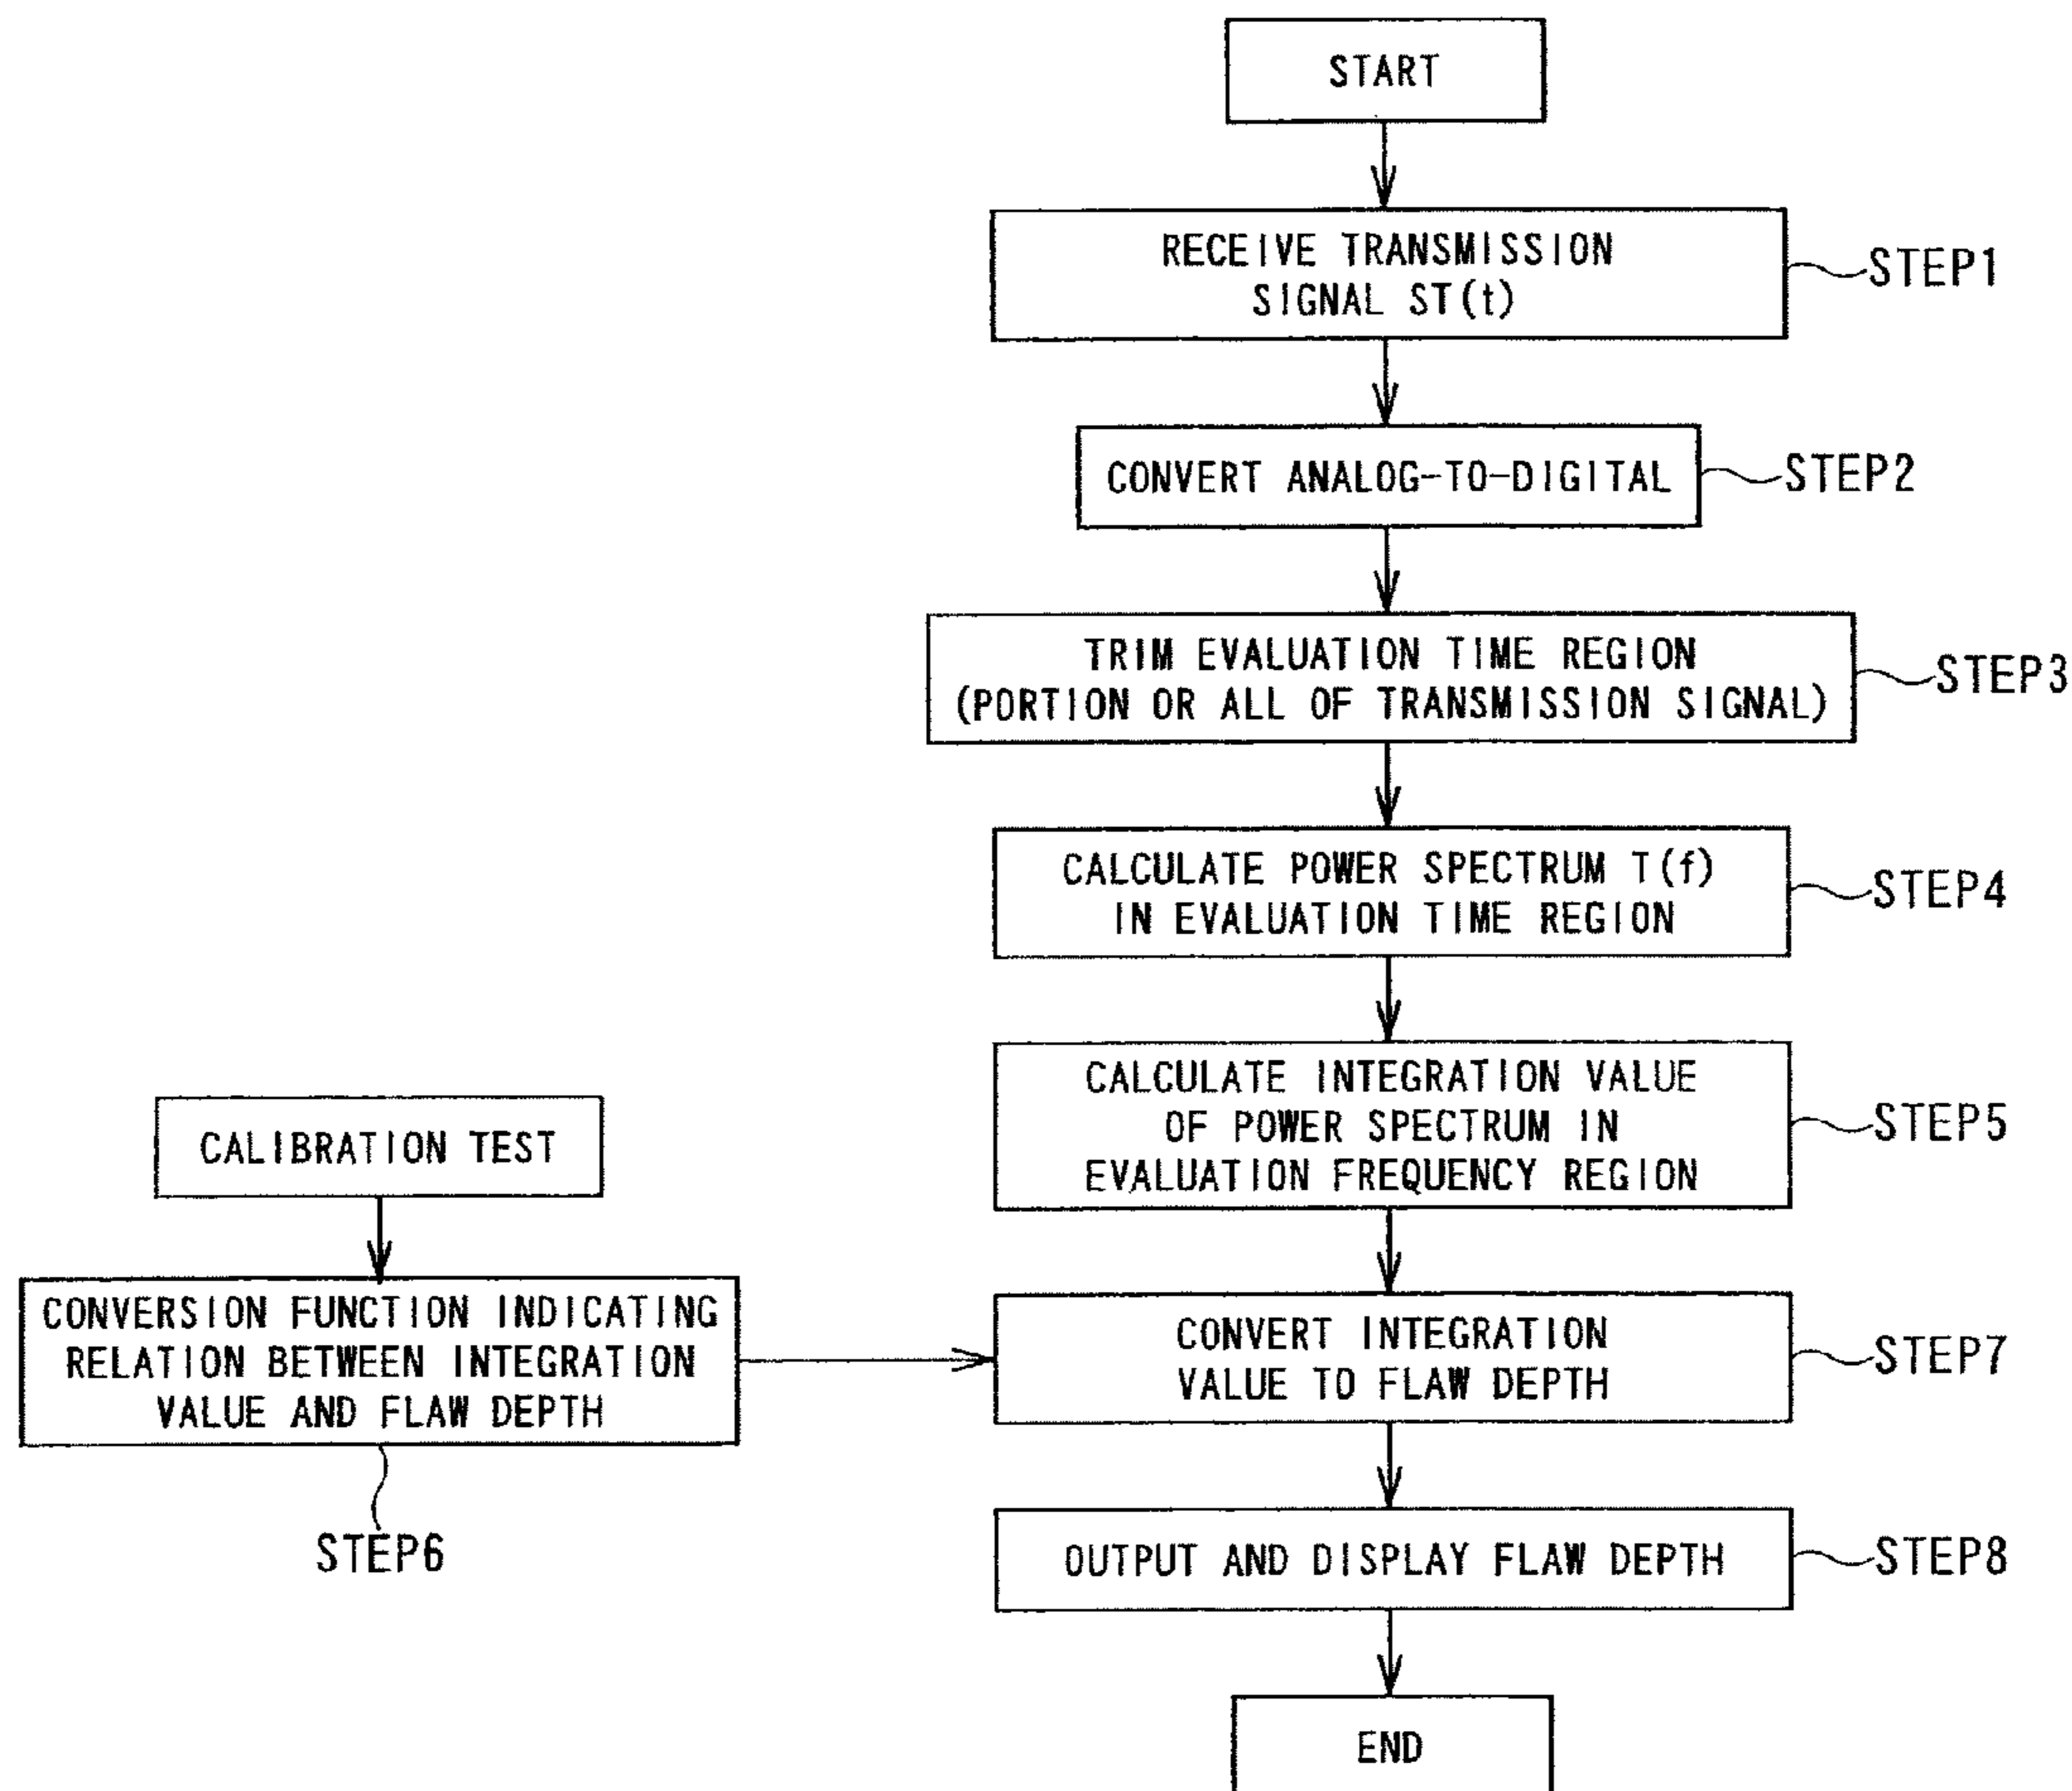 START
RECEIVE TRANSMISSION
SIGNAL ST(t)
STEP1
CONVERT ANALOG-TO-DIGITAL
STEP2
TRIM EVALUATION TIME REGION
(PORTION OR ALL OF TRANSMISSION SIGNAL)
STEP3
CALCULATE POWER SPECTRUM T(f)
IN EVALUATION TIME REGION
STEP4
CALCULATE INTEGRATION VALUE
OF POWER SPECTRUM IN
EVALUATION FREQUENCY REGION
STEP5
CALIBRATION TEST
CONVERSION FUNCTION INDICATING
RELATION BETWEEN INTEGRATION
VALUE AND FLAW DEPTH
STEP6
CONVERT INTEGRATION
VALUE TO FLAW DEPTH
STEP7
OUTPUT AND DISPLAY FLAW DEPTH
STEP8
END